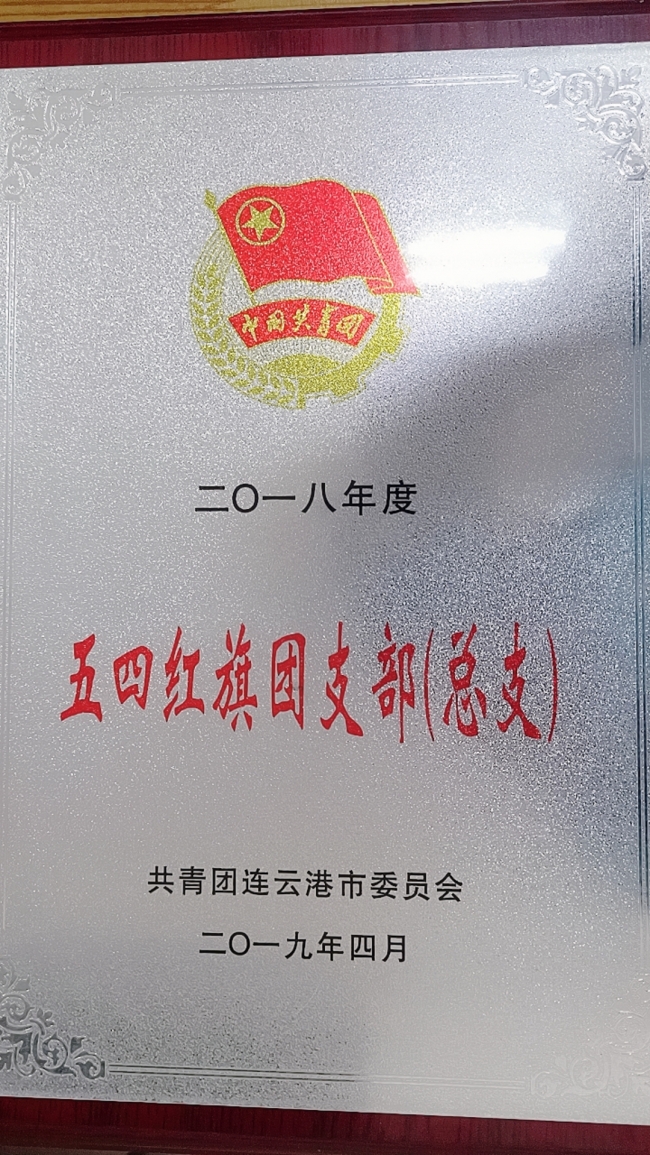 中国共青团
二〇一八年度
五四红旗团支部(总支)
共青团连云港市委员会
二〇一九年四月